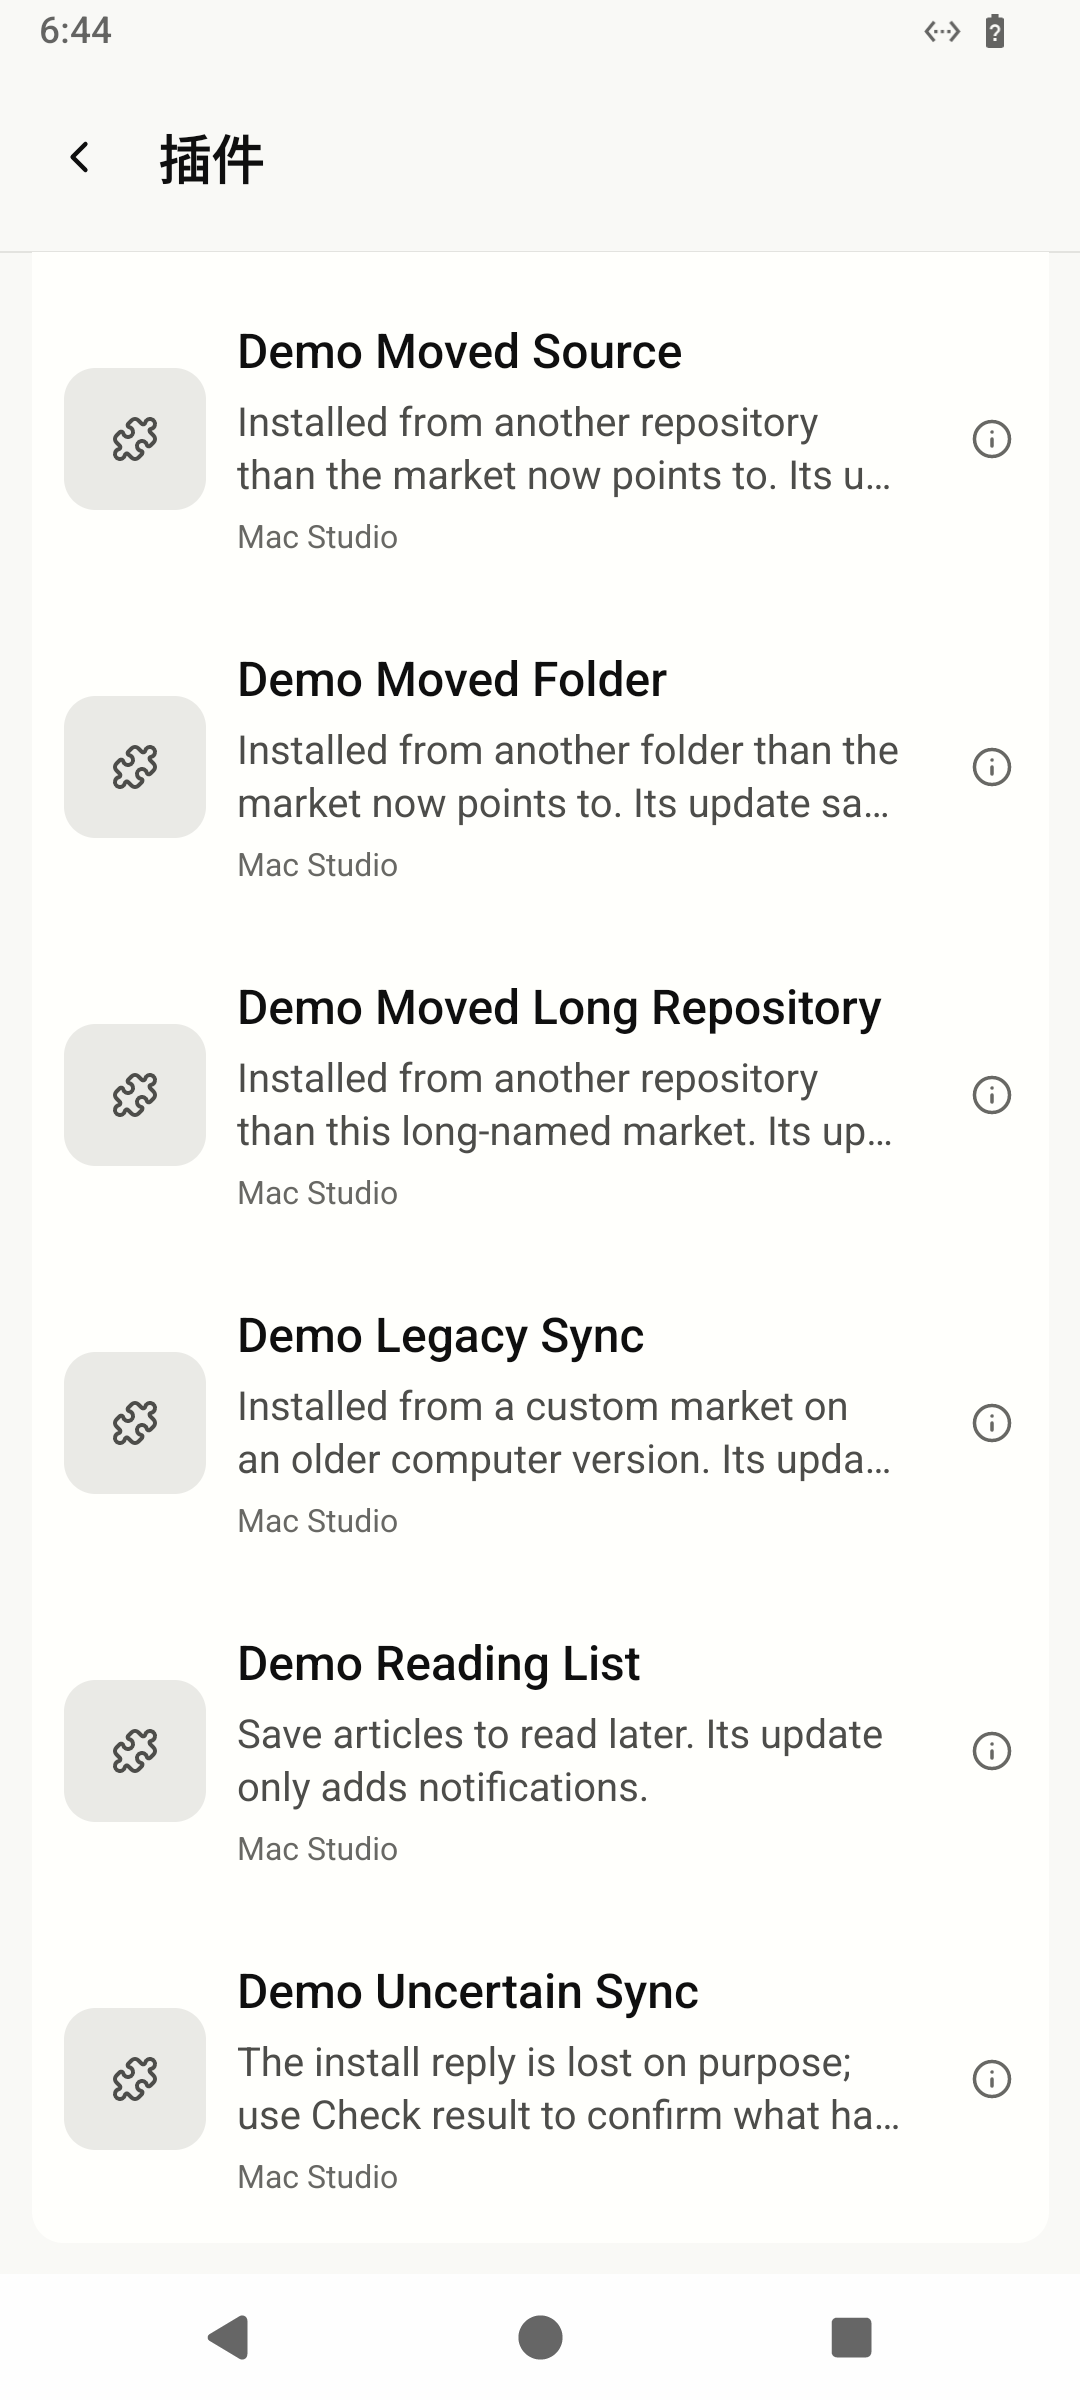 6:44
插件
Demo Moved Source
Installed from another repository
than the market now points to. Its u...
Mac Studio
Demo Moved Folder
Installed from another folder than the
market now points to. Its update sa...
Mac Studio
Demo Moved Long Repository
Installed from another repository
than this long-named market. Its up...
Mac Studio
Demo Legacy Sync
Installed from a custom market on
an older computer version. Its upda...
Mac Studio
Demo Reading List
Save articles to read later. Its update
only adds notifications.
Mac Studio
Demo Uncertain Sync
The install reply is lost on purpose;
use Check result to confirm what ha...
Mac Studio